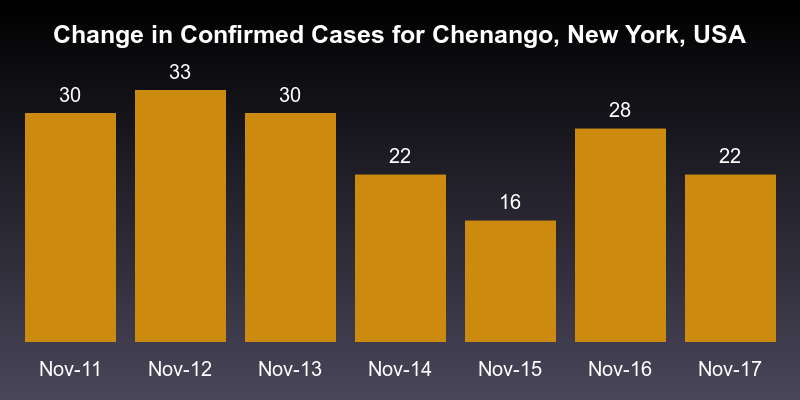 Change in Confirmed Cases for Chenango, New York, USA
30
33
30
22
16
28
22
Nov-11
Nov-12
Nov-13
Nov-14
Nov-15
Nov-16
Nov-17